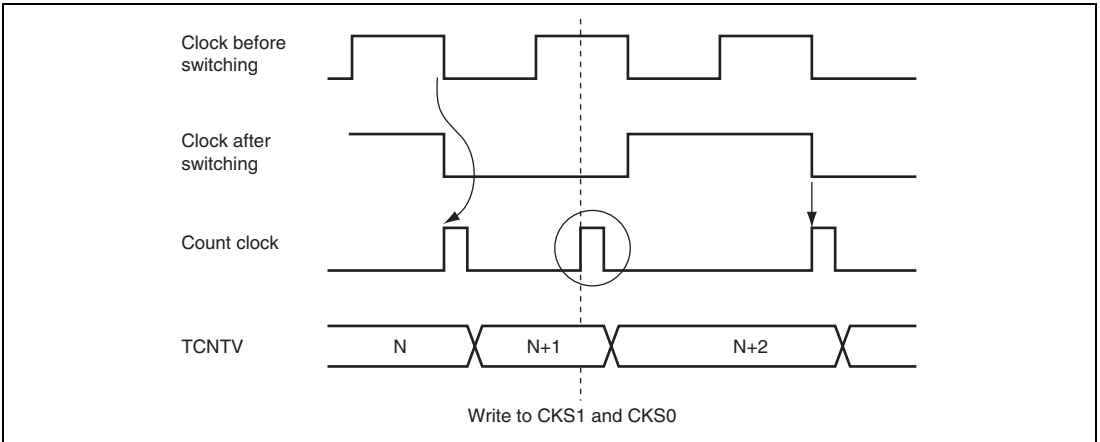 Clock before
switching
Clock after
switching
Count clock
TCNTV
N
N+1
N+2
Write to CKS1 and CKS0